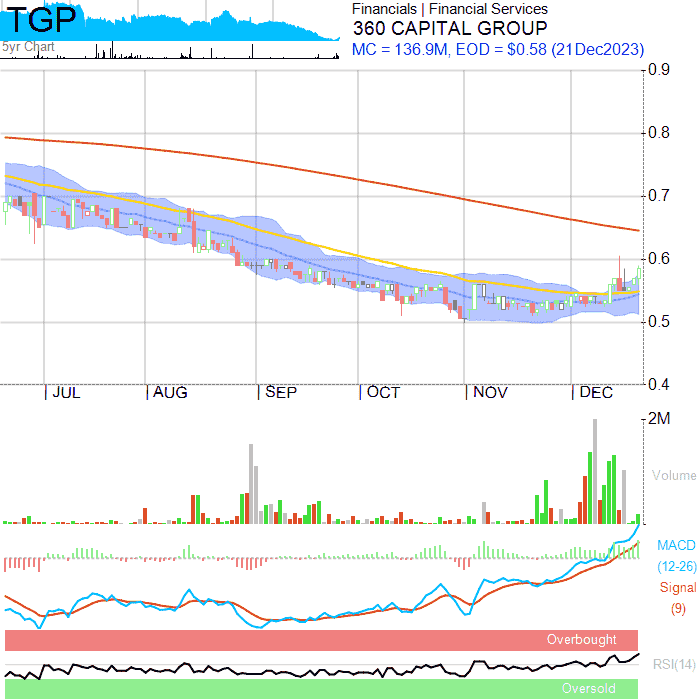 TGP
5yr Chart
Financials | Financial Services
360 CAPITAL GROUP
MC = 136.9M, EOD = $0.58 (21Dec2023)
0.9
0.8
0.7
0.6
0.5
0.4
JUL AUG SEP OCT NOV DEC
2M
Volume
MACD
(12-26)
Signal
(9)
Overbought
RSI(14)
Oversold